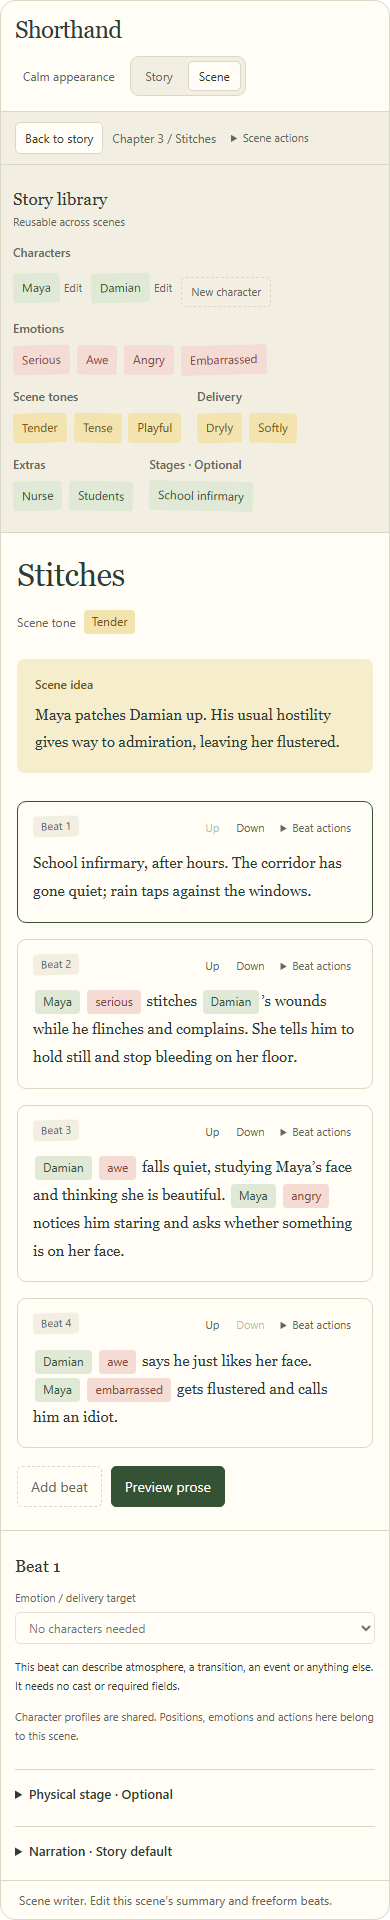 Shorthand
Calm appearance Story Scene
Back to story Chapter 3 / Stitches ▶ Scene actions
Story library
Reusable across scenes
Characters
Maya Edit Damian Edit New character
Emotions
Serious Awe Angry Embarrassed
Scene tones Delivery
Tender Tense Playful Dryly Softly
Extras Stages · Optional
Nurse Students School infirmary
Stitches
Scene tone Tender
Scene idea
Maya patches Damian up. His usual hostility
gives way to admiration, leaving her flustered.
Beat 1 Up Down ▶ Beat actions
School infirmary, after hours. The corridor has
gone quiet; rain taps against the windows.
Beat 2 Up Down ▶ Beat actions
Maya serious stitches Damian ’s wounds
while he flinches and complains. She tells him to
hold still and stop bleeding on her floor.
Beat 3 Up Down ▶ Beat actions
Damian awe falls quiet, studying Maya’s face
and thinking she is beautiful. Maya angry
notices him staring and asks whether something
is on her face.
Beat 4 Up Down ▶ Beat actions
Damian awe says he just likes her face.
Maya embarrassed gets flustered and calls
him an idiot.
Add beat Preview prose
Beat 1
Emotion / delivery target
No characters needed
This beat can describe atmosphere, a transition, an event or anything else.
It needs no cast or required fields.
Character profiles are shared. Positions, emotions and actions here belong
to this scene.
▶ Physical stage · Optional
▶ Narration · Story default
Scene writer. Edit this scene’s summary and freeform beats.